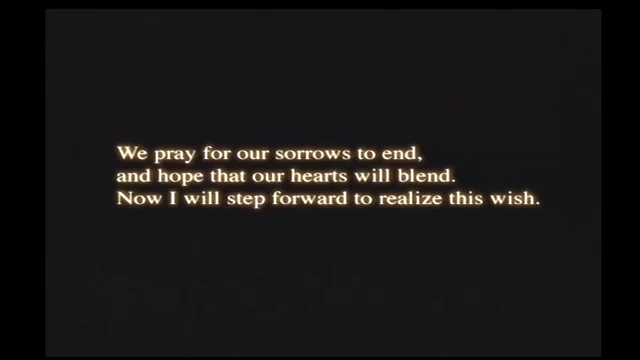 We pray for our sorrows to end,
and hope that our hearts will blend.
Now I will step forward to realize this wish.